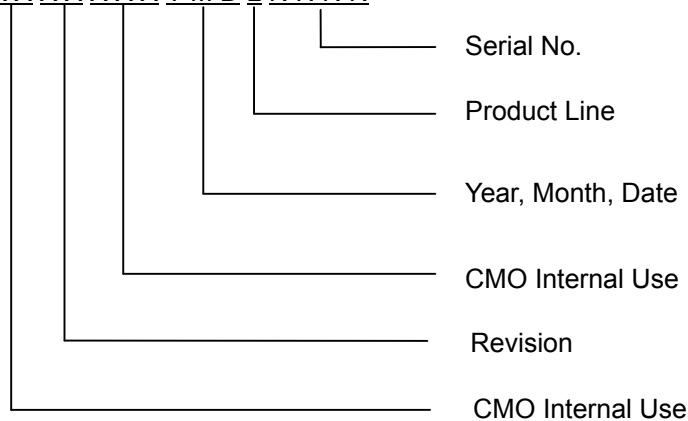 Serial No.
Product Line
Year, Month, Date
CMO Internal Use
Revision
CMO Internal Use